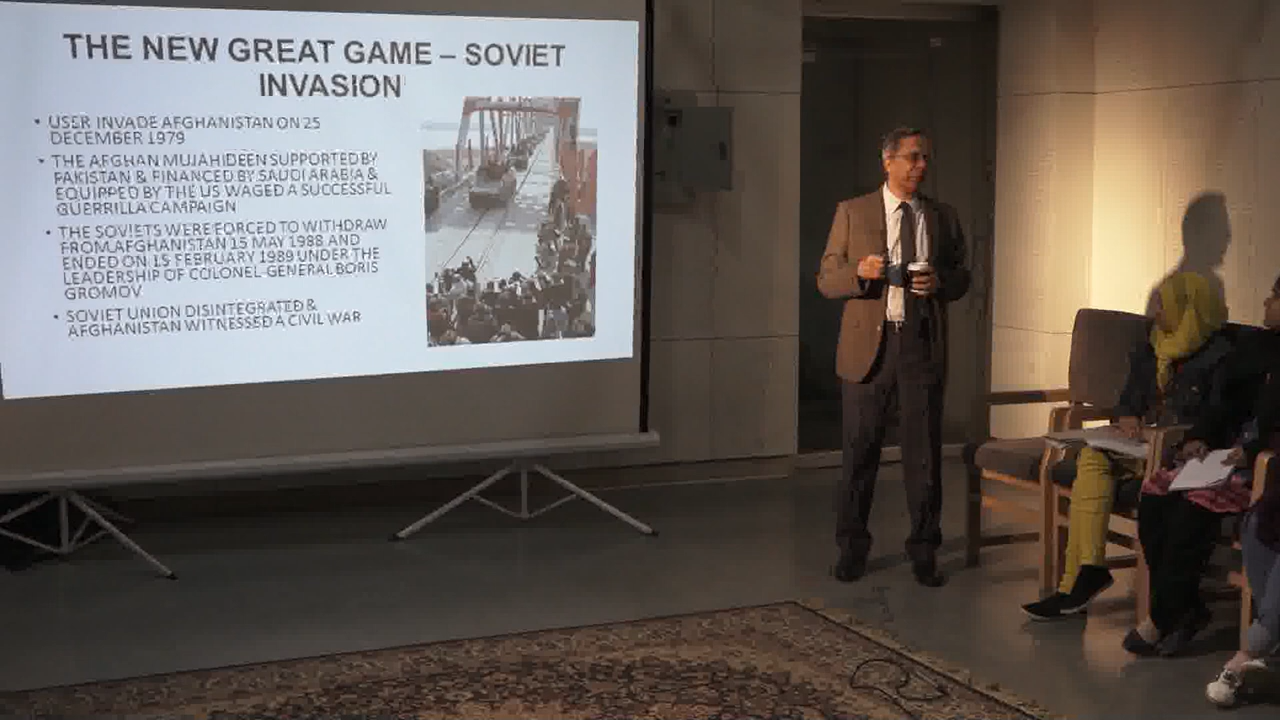 THE NEW GREAT GAME – SOVIET
INVASION
• USSR INVADE AFGHANISTAN ON 25
DECEMBER 1979
• THE AFGHAN MUJAHIDEEN SUPPORTED BY
PAKISTAN & FINANCED BY SAUDI ARABIA &
EQUIPPED BY THE US WAGED A SUCCESSFUL
GUERRILLA CAMPAIGN
• THE SOVIETS WERE FORCED TO WITHDRAW
FROM AFGHANISTAN 15 MAY 1988 AND
ENDED ON 15 FEBRUARY 1989 UNDER THE
LEADERSHIP OF COLONEL-GENERAL BORIS
GROMOV
• SOVIET UNION DISINTEGRATED &
AFGHANISTAN WITNESSED A CIVIL WAR